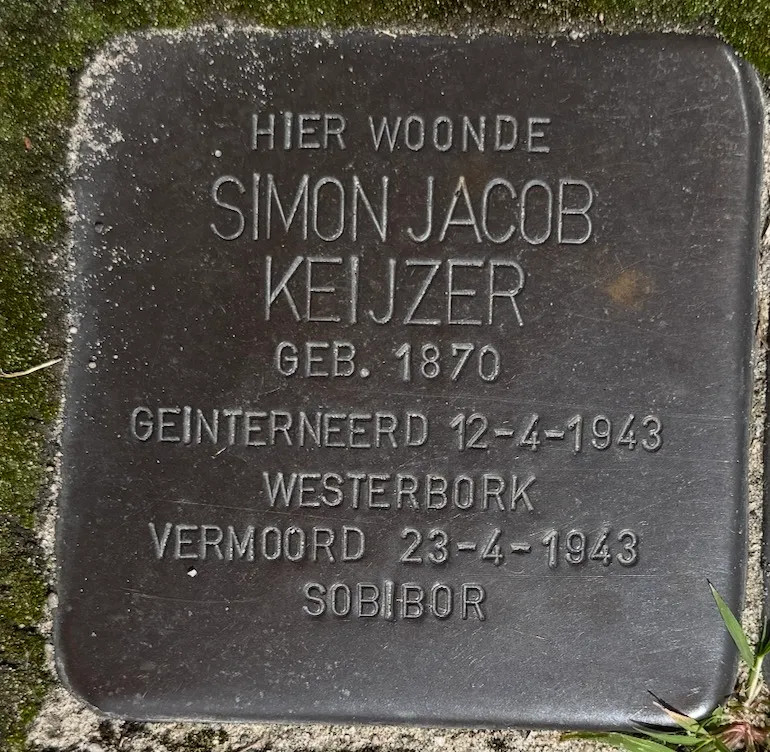 HIER WOONDE
SIMON JACOB
KEIJZER
GEB. 1870
GEINTERNEERD 12-4-1943
WESTERBORK
VERMOORD 23-4-1943
SOBIBOR